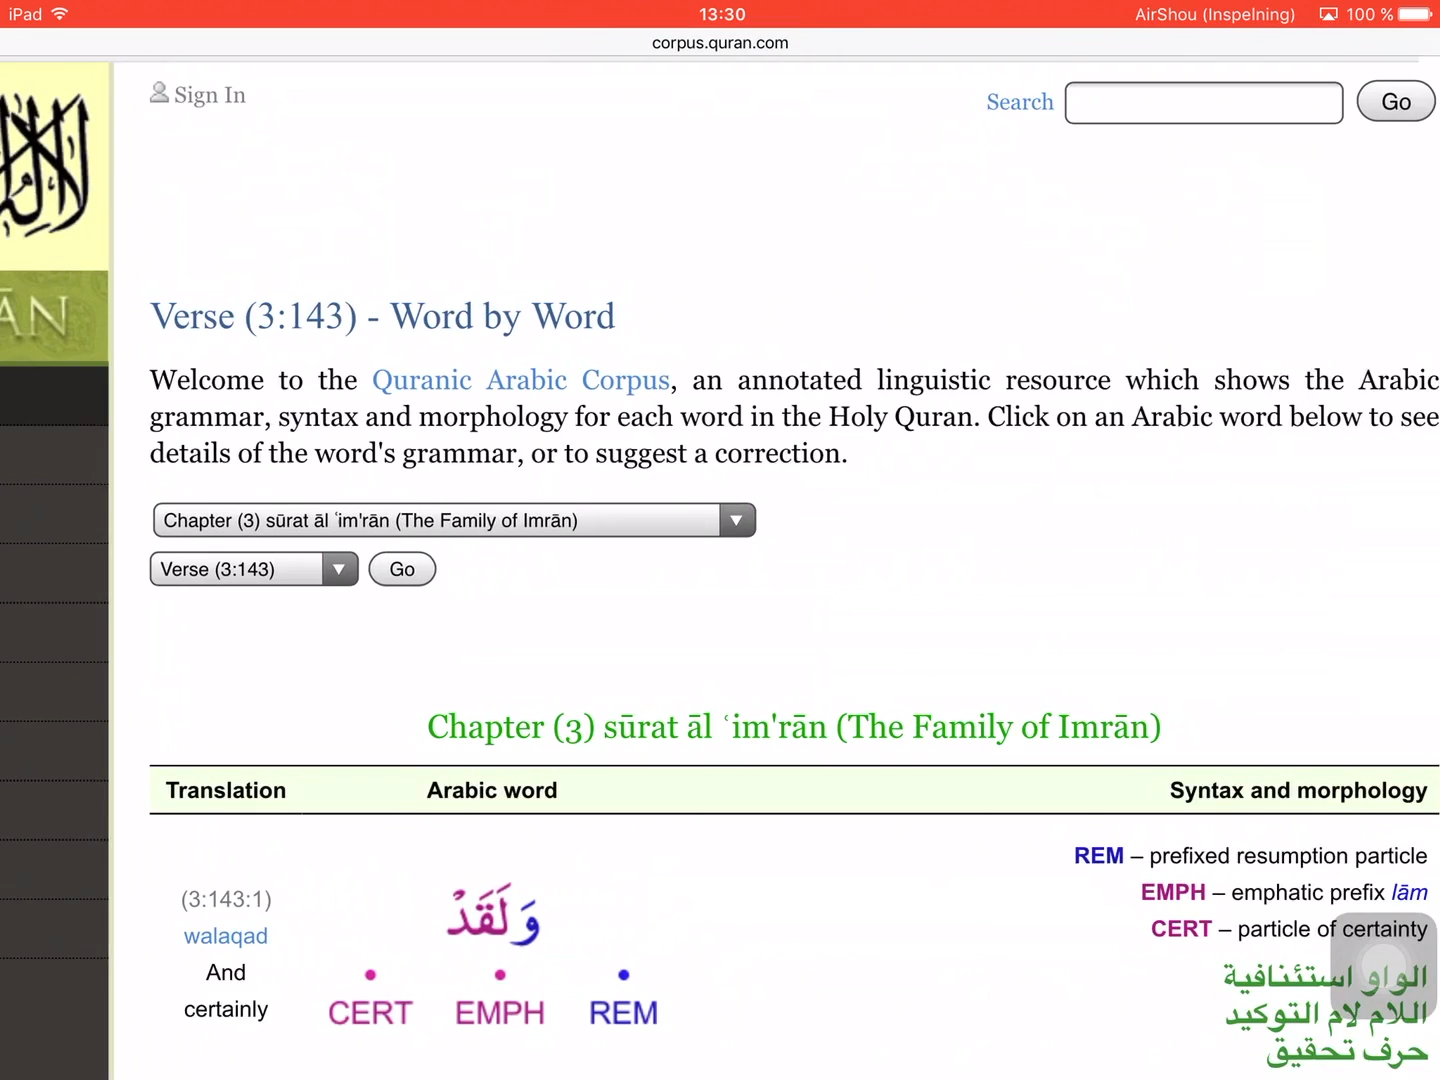 iPad 13:30 AirShou (Inspelning) 100 %
corpus.quran.com
Sign In Search Go
ĀN
Verse (3:143) - Word by Word
Welcome to the Quranic Arabic Corpus, an annotated linguistic resource which shows the Arabic
grammar, syntax and morphology for each word in the Holy Quran. Click on an Arabic word below to see
details of the word's grammar, or to suggest a correction.
Chapter (3) sūrat āl ʿim'rān (The Family of Imrān)
Verse (3:143) Go
Chapter (3) sūrat āl ʿim'rān (The Family of Imrān)
Translation Arabic word Syntax and morphology
(3:143:1)
walaqad
And
certainly
وَلَقَدْ
CERT EMPH REM
REM – prefixed resumption particle
EMPH – emphatic prefix lām
CERT – particle of certainty
الواو استئنافية
اللام لام التوكيد
حرف تحقيق